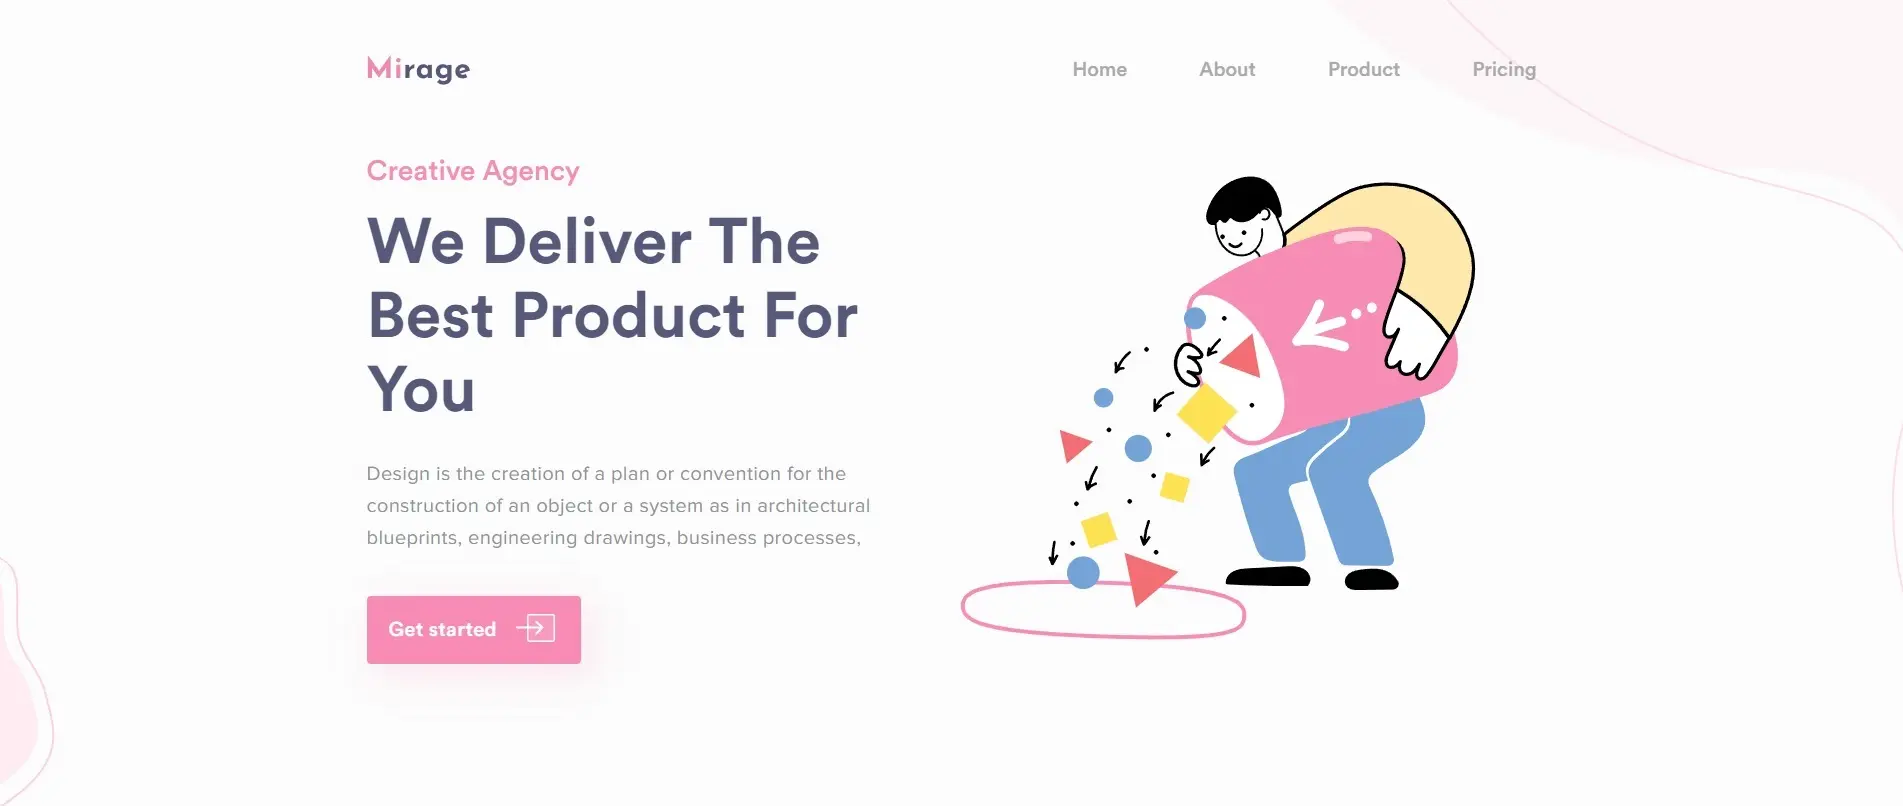 Mirage
Home About Product Pricing
Creative Agency
We Deliver The
Best Product For
You
Design is the creation of a plan or convention for the
construction of an object or a system as in architectural
blueprints, engineering drawings, business processes,
Get started